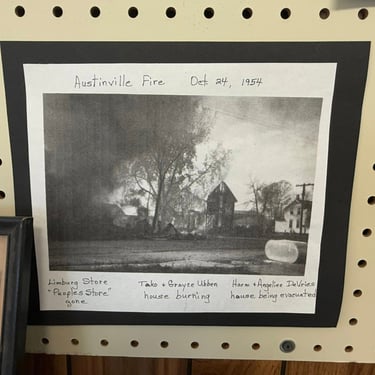 Austinville Fire Oct. 24, 1954
Limburg Store Tako + Grayce Ubben Harm + Angeline DeVries
"Peoples Store" house burning house being evacuated
gone.